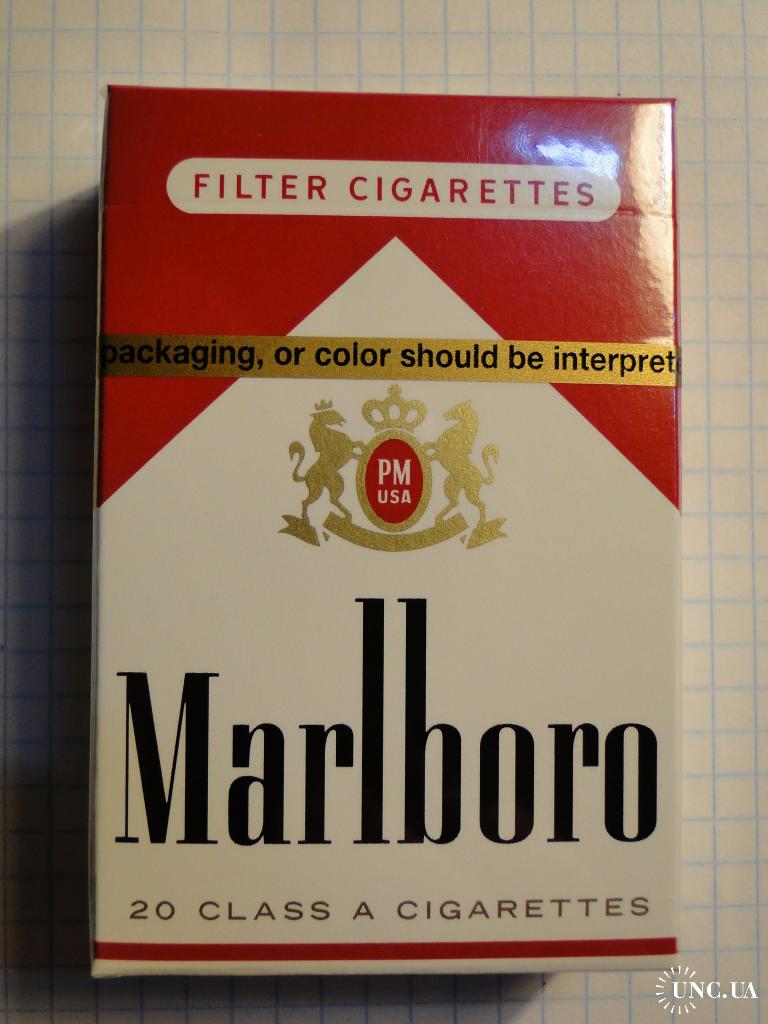 FILTER CIGARETTES
packaging, or color should be interpret
PM
USA
Marlboro
20 CLASS A CIGARETTES
UNC.UA